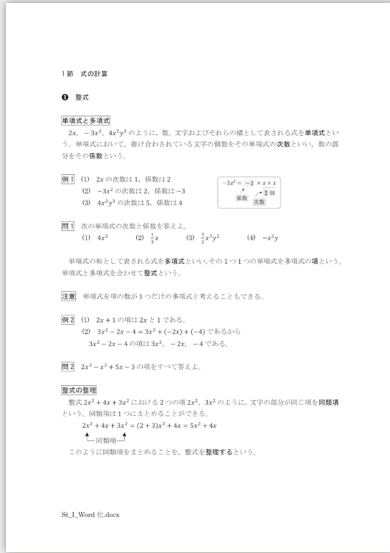 1節　式の計算
❶　整式
単項式と多項式
2x, −3x², 4x²y³ のように、数、文字およびそれらの積として表される式を単項式とい
う。単項式において、掛け合わされている文字の個数をその単項式の次数といい、数の部
分をその係数という。
例1　(1)　2x の次数は 1, 係数は 2
(2)　−3x² の次数は 2, 係数は −3
(3)　4x²y³ の次数は 5, 係数は 4
−3x² = −3 × x × x
2個
係数　次数
問1　次の単項式の次数と係数を答えよ。
(1)　4x²　(2)　x　(3)　x³y²　(4)　−x²y
単項式の和として表される式を多項式といい、その1つ1つの単項式を多項式の項という。
単項式と多項式を合わせて整式という。
注意　単項式を項の数が1つだけの多項式と考えることもできる。
例2　(1)　2x + 1 の項は 2x と 1 である。
(2)　3x² − 2x − 4 = 3x² + (−2x) + (−4) であるから
3x² − 2x − 4 の項は 3x², −2x, −4 である。
問2　2x³ − x² + 5x − 3 の項をすべて答えよ。
整式の整理
整式 2x² + 4x + 3x² における2つの項 2x², 3x² のように、文字の部分が同じ項を同類項
という。同類項は1つにまとめることができる。
2x² + 4x + 3x² = (2 + 3)x² + 4x = 5x² + 4x
同類項
このように同類項をまとめることを、整式を整理するという。
St_I_Word 化.docx